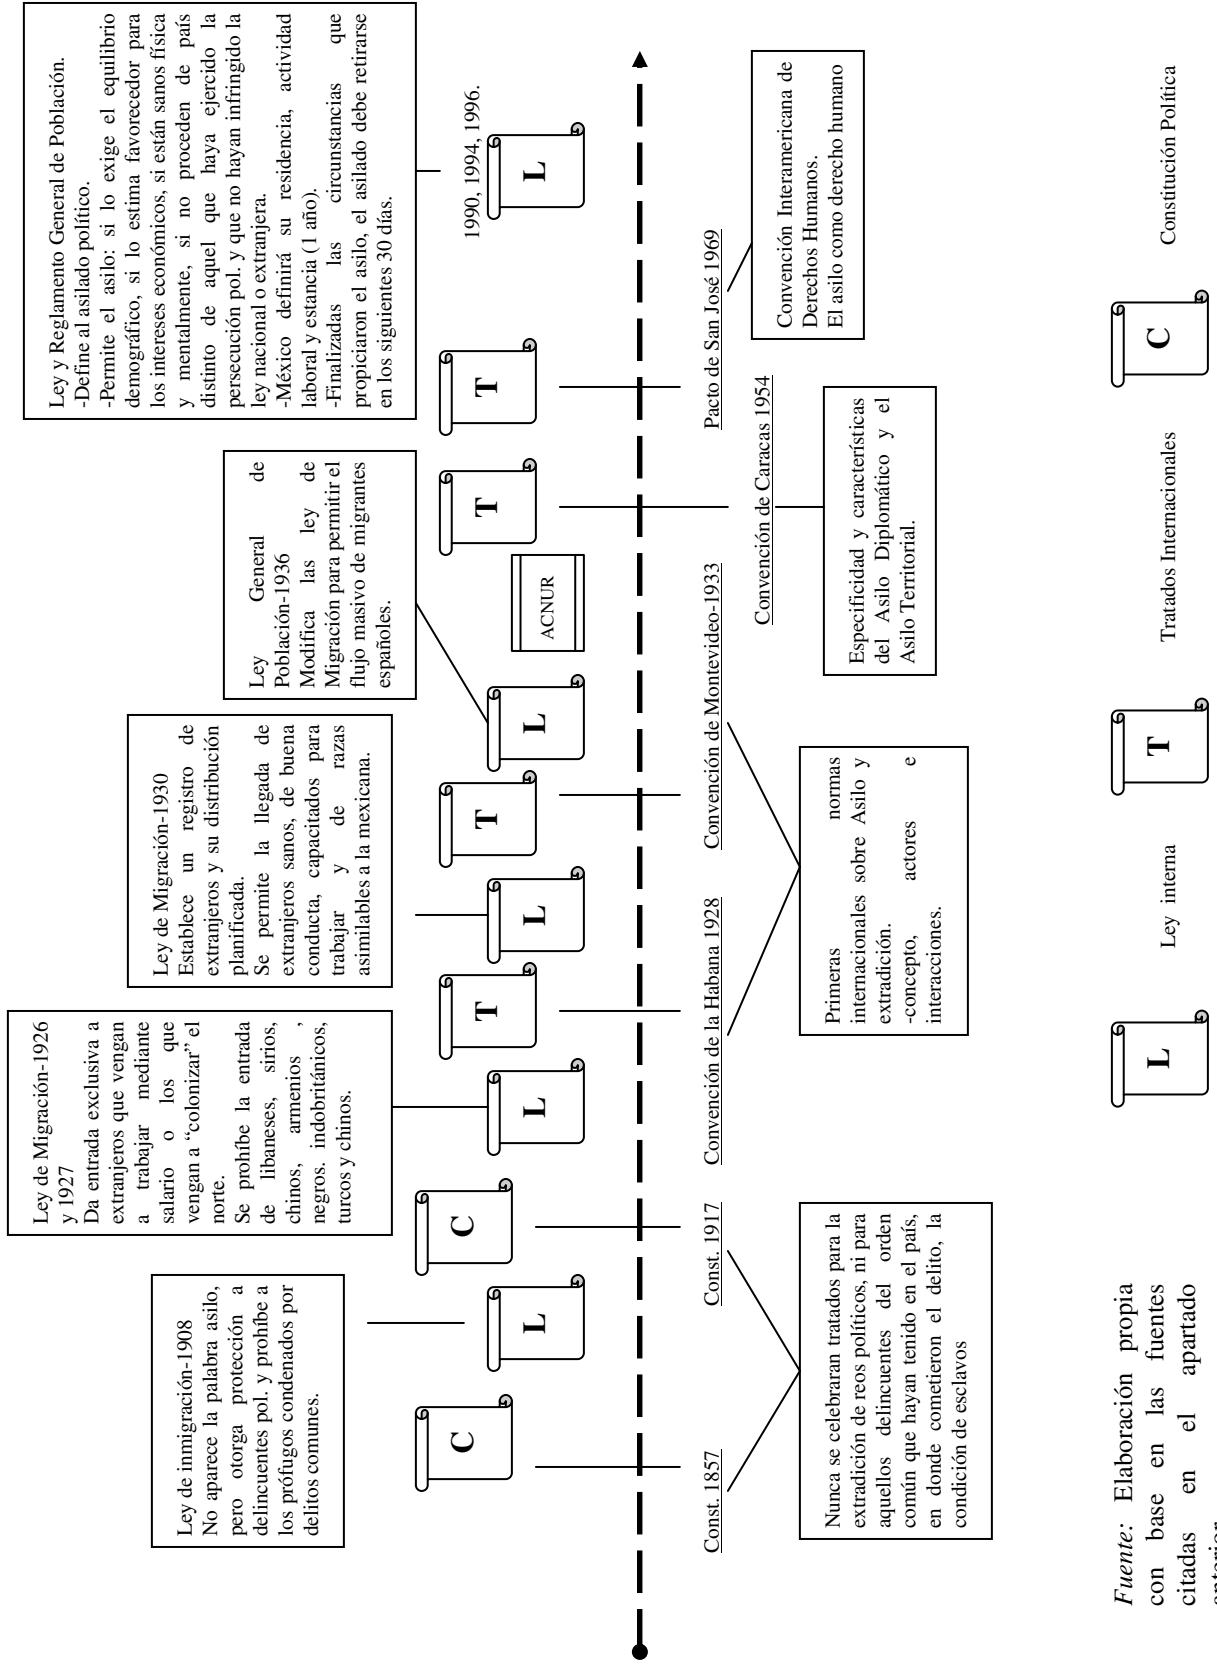 Ley de inmigración-1908
No aparece la palabra asilo,
pero otorga protección a
delincuentes pol. y prohíbe a
los prófugos condenados por
delitos comunes.
Ley de Migración-1926
y 1927
Da entrada exclusiva a
extranjeros que vengan
a trabajar mediante
salario o los que
vengan a “colonizar” el
norte.
Se prohíbe la entrada
de libaneses, sirios,
chinos, armenios ,
negros. indobritánicos,
turcos y chinos.
Ley de Migración-1930
Establece un registro de
extranjeros y su distribución
planificada.
Se permite la llegada de
extranjeros sanos, de buena
conducta, capacitados para
trabajar y de razas
asimilables a la mexicana.
Ley General de
Población-1936
Modifica las ley de
Migración para permitir el
flujo masivo de migrantes
españoles.
Ley y Reglamento General de Población.
-Define al asilado político.
-Permite el asilo: si lo exige el equilibrio
demográfico, si lo estima favorecedor para
los intereses económicos, si están sanos física
y mentalmente, si no proceden de país
distinto de aquel que haya ejercido la
persecución pol. y que no hayan infringido la
ley nacional o extranjera.
-México definirá su residencia, actividad
laboral y estancia (1 año).
-Finalizadas las circunstancias que
propiciaron el asilo, el asilado debe retirarse
en los siguientes 30 días.
1990, 1994, 1996.
C
L
C
L
T
L
T
L
ACNUR
T
T
L
Const. 1857
Const. 1917
Convención de la Habana 1928
Convención de Montevideo-1933
Convención de Caracas 1954
Pacto de San José 1969
Nunca se celebraran tratados para la
extradición de reos políticos, ni para
aquellos delincuentes del orden
común que hayan tenido en el país,
en donde cometieron el delito, la
condición de esclavos
Primeras normas
internacionales sobre Asilo y
extradición.
-concepto, actores e
interacciones.
Especificidad y características
del Asilo Diplomático y el
Asilo Territorial.
Convención Interamericana de
Derechos Humanos.
El asilo como derecho humano
Fuente: Elaboración propia
con base en las fuentes
citadas en el apartado
anterior
L
Ley interna
T
Tratados Internacionales
C
Constitución Política